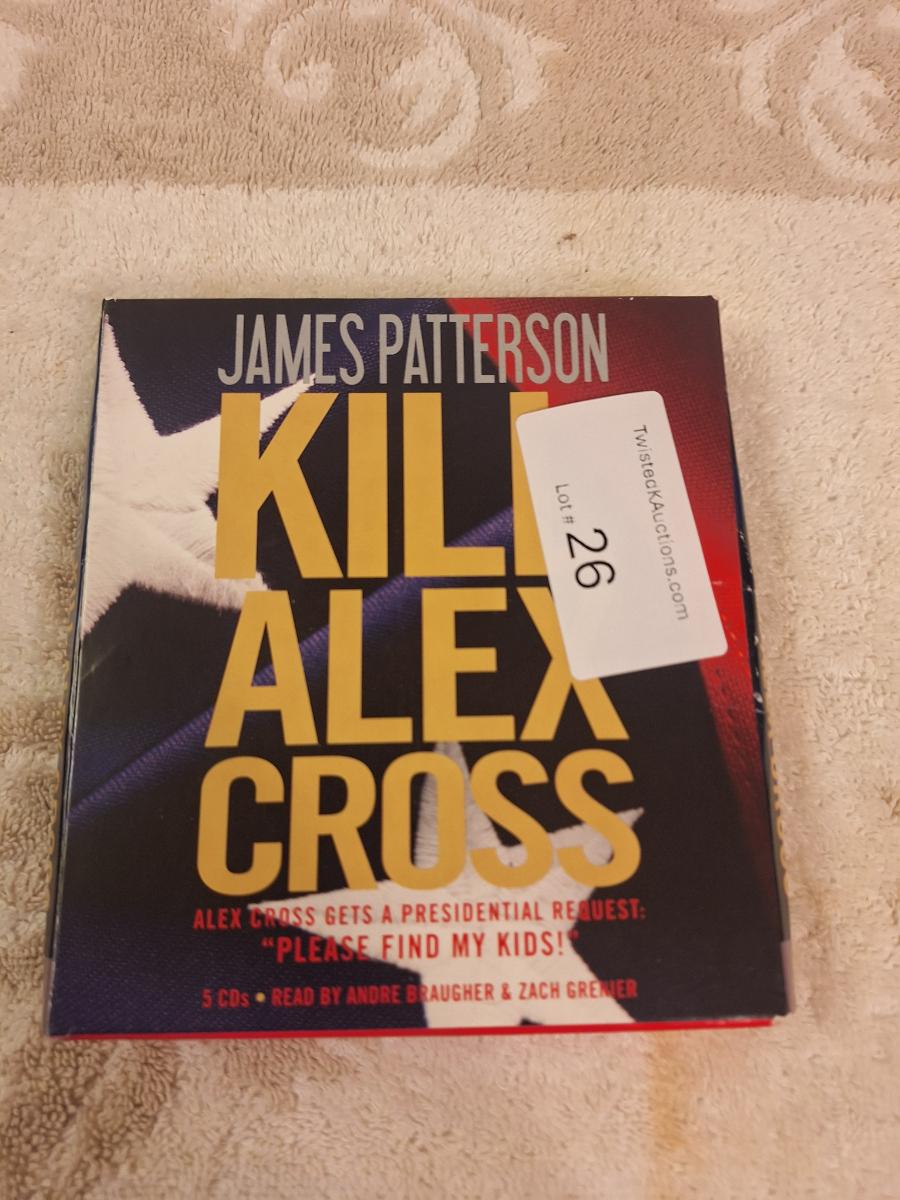 JAMES PATTERSON
KILL
ALEX
CROSS
ALEX CROSS GETS A PRESIDENTIAL REQUEST:
"PLEASE FIND MY KIDS!"
5 CDs • READ BY ANDRE BRAUGHER & ZACH GRENIER
TwistedKAuctions.com
Lot # 26